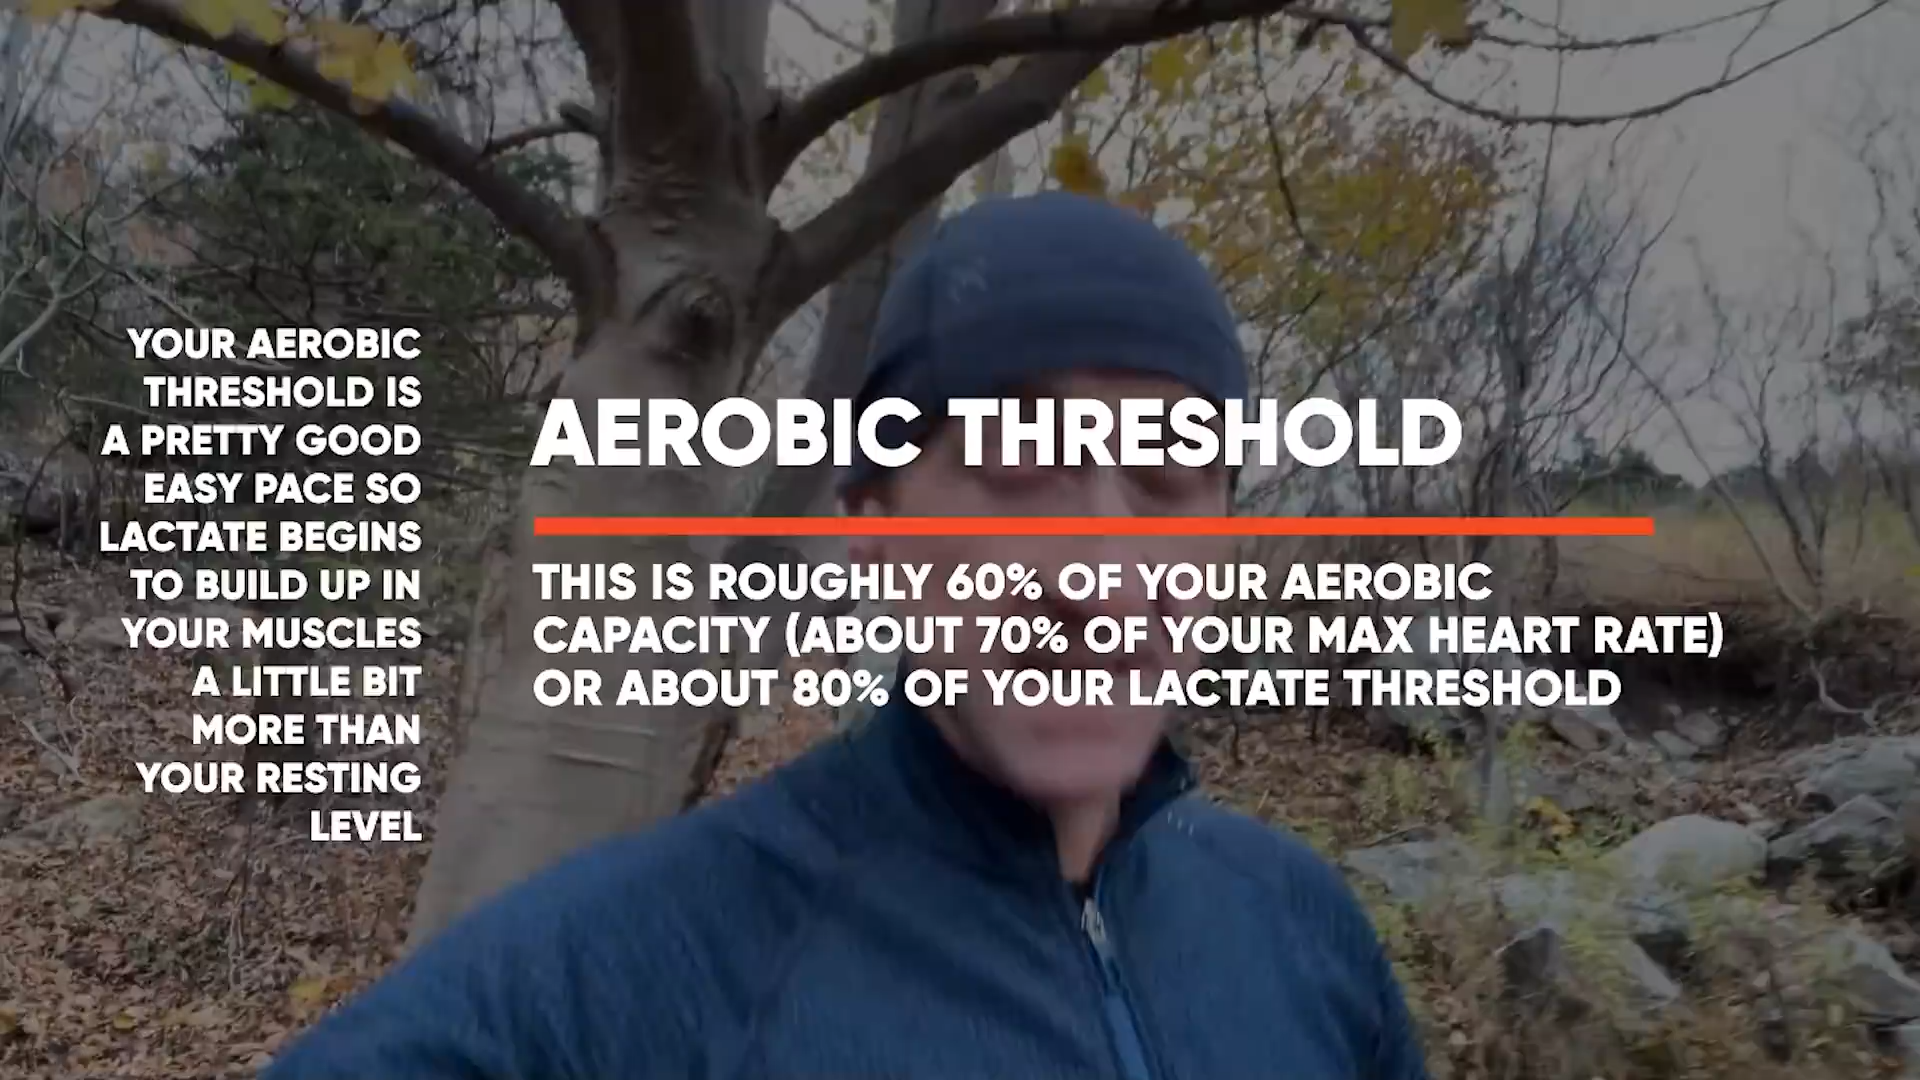 YOUR AEROBIC
THRESHOLD IS
A PRETTY GOOD
EASY PACE SO
LACTATE BEGINS
TO BUILD UP IN
YOUR MUSCLES
A LITTLE BIT
MORE THAN
YOUR RESTING
LEVEL
AEROBIC THRESHOLD
THIS IS ROUGHLY 60% OF YOUR AEROBIC
CAPACITY (ABOUT 70% OF YOUR MAX HEART RATE)
OR ABOUT 80% OF YOUR LACTATE THRESHOLD